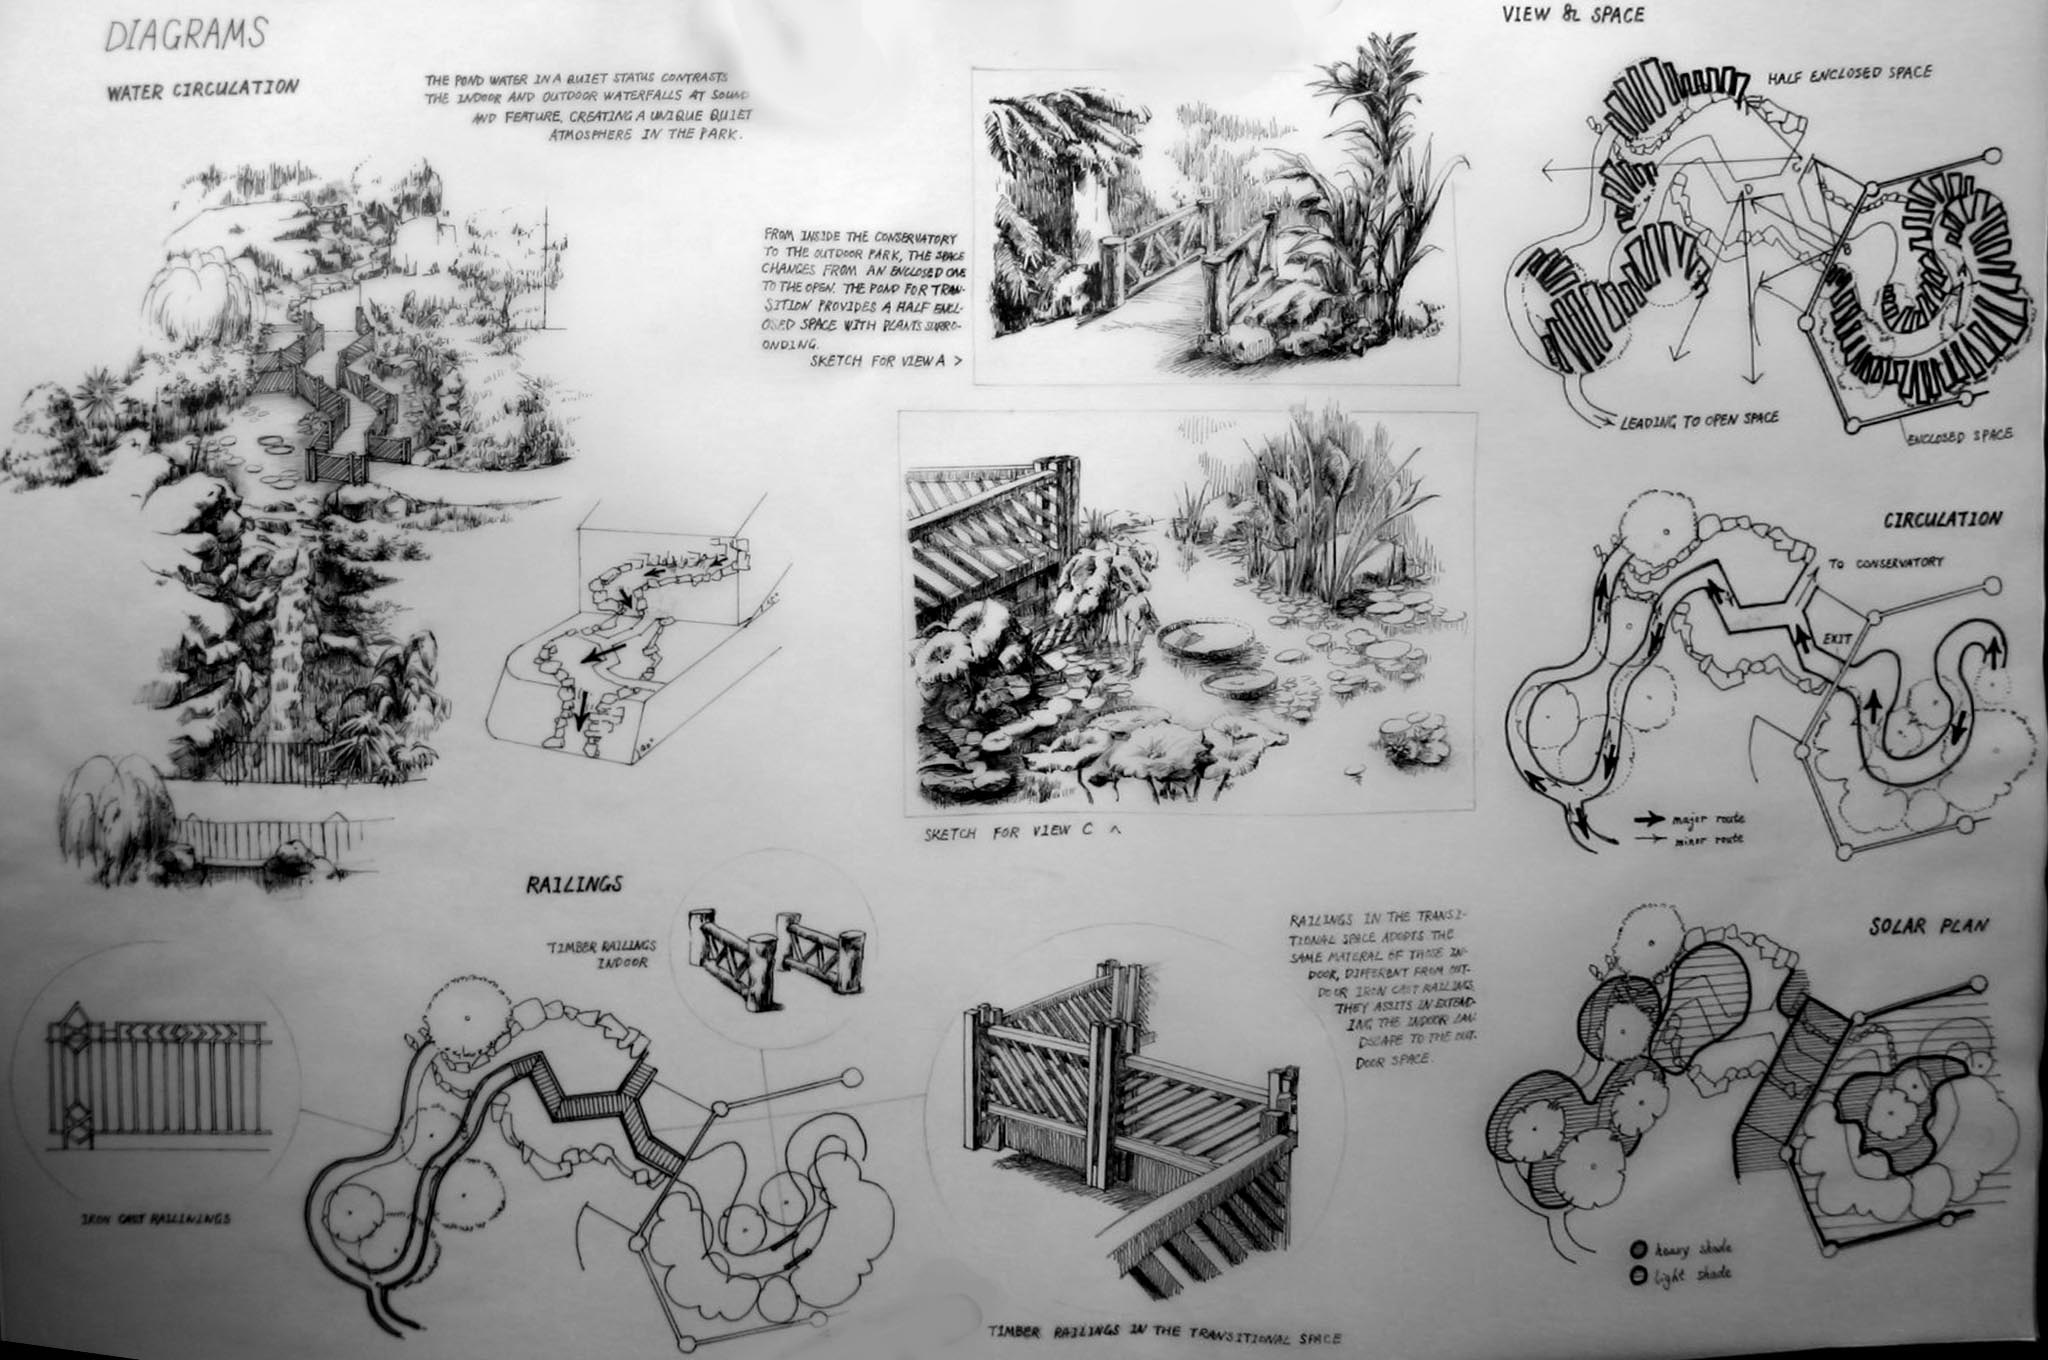 DIAGRAMS
WATER CIRCULATION
THE POND WATER IN A QUIET STATUS CONTRASTS
THE INDOOR AND OUTDOOR WATERFALLS AT SOUND
AND FEATURE, CREATING A UNIQUE QUIET
ATMOSPHERE IN THE PARK.
FROM INSIDE THE CONSERVATORY
TO THE OUTDOOR PARK, THE SPACE
CHANGES FROM AN ENCLOSED ONE
TO THE OPEN. THE POND FOR TRAN-
SITION PROVIDES A HALF ENCL-
OSED SPACE WITH PLANTS SURRO-
ONDING.
SKETCH FOR VIEW A >
SKETCH FOR VIEW C ^
VIEW & SPACE
HALF ENCLOSED SPACE
C
D
B
LEADING TO OPEN SPACE
ENCLOSED SPACE
CIRCULATION
TO CONSERVATORY
EXIT
major route
minor route
SOLAR PLAN
heavy shade
light shade
RAILINGS
TIMBER RAILINGS
INDOOR
IRON CAST RAILININGS
RAILINGS IN THE TRANSI-
TIONAL SPACE ADOPTS THE
SAME MATERAL OF THOSE IN-
DOOR, DIFFERENT FROM OUT-
DOOR IRON CAST RAILINGS.
THEY ASSITS IN EXTEND-
ING THE INDOOR LAN-
DSCAPE TO THE OUT-
DOOR SPACE.
TIMBER RAILINGS IN THE TRANSITIONAL SPACE